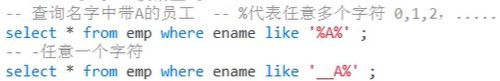 -- 查询名字中带A的员工  -- %代表任意多个字符 0,1,2，.....
select * from emp where ename like '%A%' ;
-- -任意一个字符
select * from emp where ename like '__A%' ;